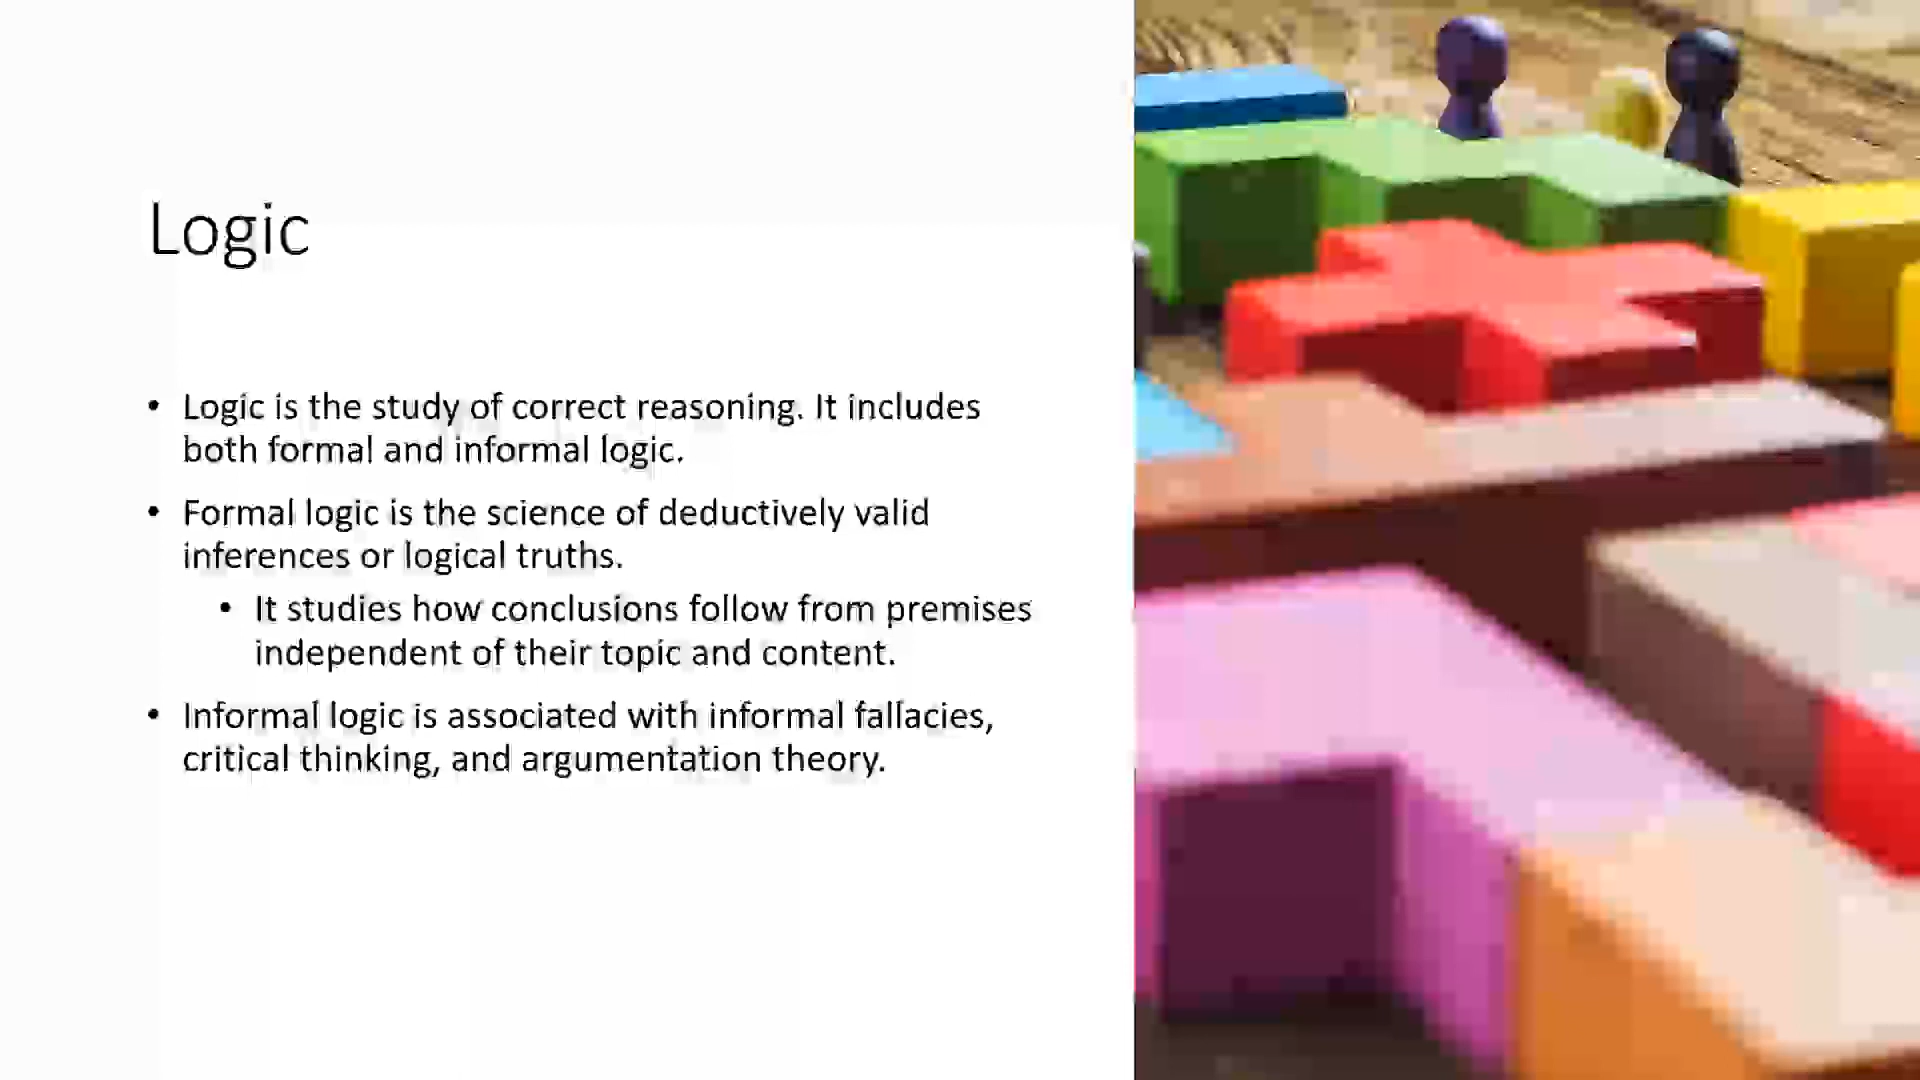 Logic
• Logic is the study of correct reasoning. It includes
both formal and informal logic.
• Formal logic is the science of deductively valid
inferences or logical truths.
• It studies how conclusions follow from premises
independent of their topic and content.
• Informal logic is associated with informal fallacies,
critical thinking, and argumentation theory.